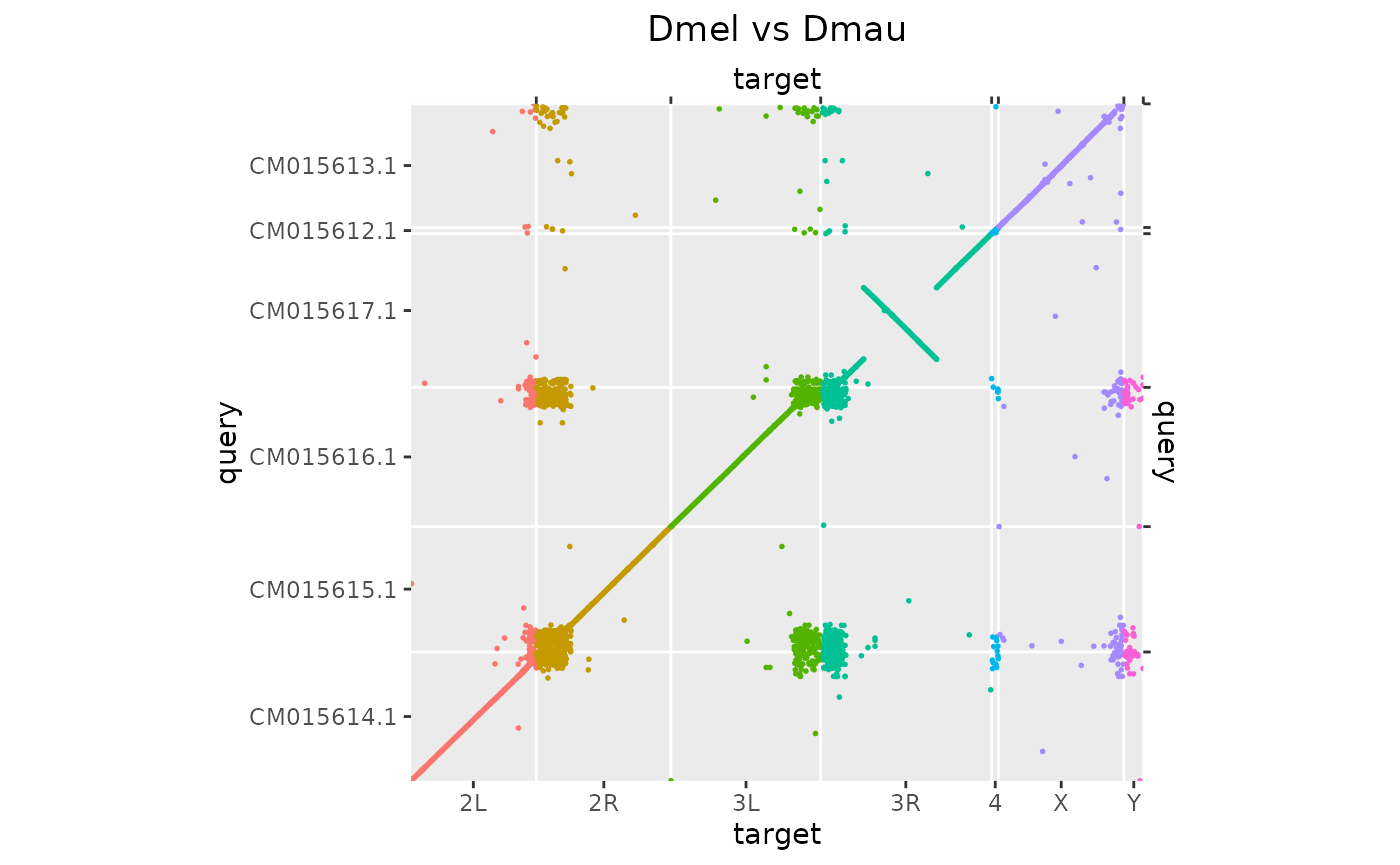 Dmel vs Dmau
target
CM015613.1
CM015612.1
CM015617.1
CM015616.1
CM015615.1
CM015614.1
query
query
2L 2R 3L 3R 4 X Y
target